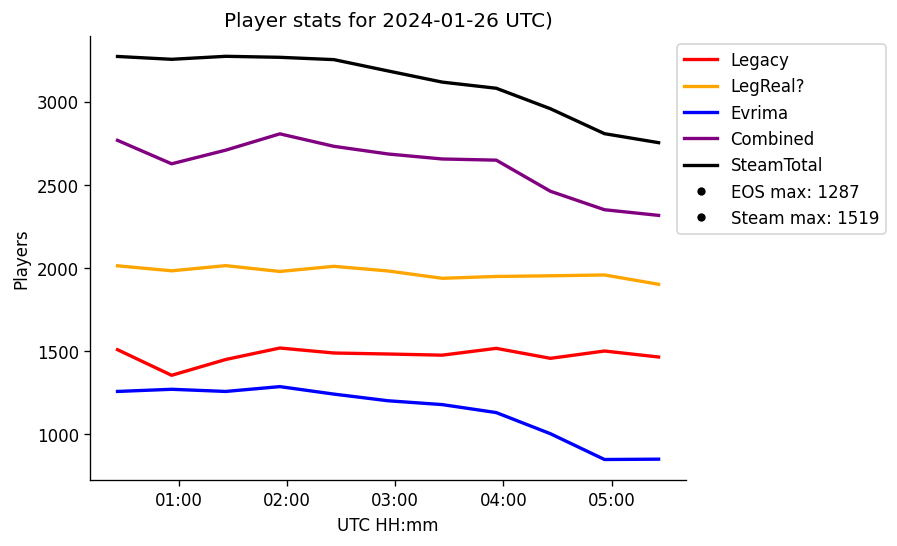 Player stats for 2024-01-26 UTC)
Legacy
LegReal?
Evrima
Combined
SteamTotal
EOS max: 1287
Steam max: 1519
Players
3000
2500
2000
1500
1000
01:00 02:00 03:00 04:00 05:00
UTC HH:mm